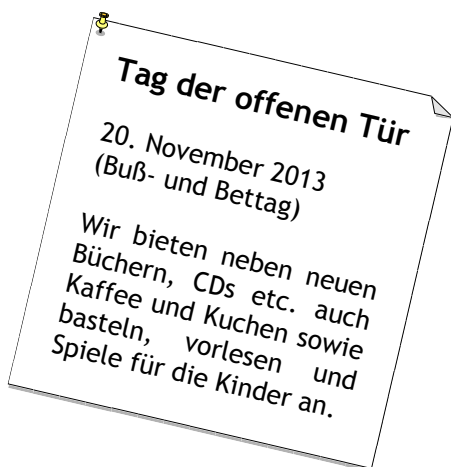 Tag der offenen Tür
20. November 2013
(Buß- und Bettag)
Wir bieten neben neuen
Büchern, CDs etc. auch
Kaffee und Kuchen sowie
basteln, vorlesen und
Spiele für die Kinder an.